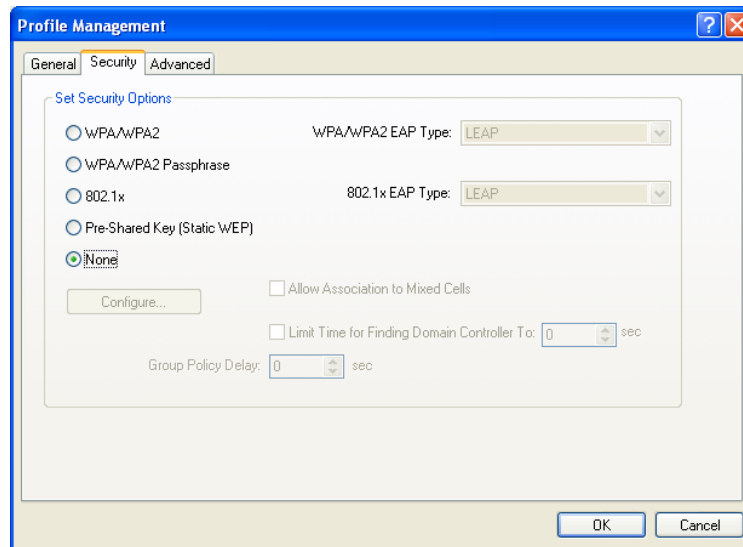 Profile Management
General Security Advanced
Set Security Options
WPA/WPA2 WPA/WPA2 EAP Type: LEAP
WPA/WPA2 Passphrase
802.1x 802.1x EAP Type: LEAP
Pre-Shared Key (Static WEP)
None
Configure... Allow Association to Mixed Cells
Limit Time for Finding Domain Controller To: 0 sec
Group Policy Delay: 0 sec
OK Cancel